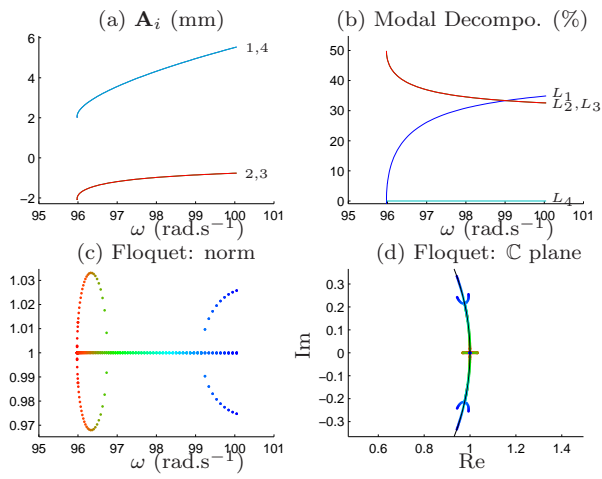 (a) A_i (mm)
6
4
2
0
−2
1,4
2,3
95 96 97 98 99 100 101
ω (rad.s⁻¹)
(b) Modal Decompo. (%)
50
40
30
20
10
0
L_1
L_2,L_3
L_4
95 96 97 98 99 100 101
ω (rad.s⁻¹)
(c) Floquet: norm
1.03
1.02
1.01
1
0.99
0.98
0.97
95 96 97 98 99 100 101
ω (rad.s⁻¹)
(d) Floquet: ℂ plane
Im
0.3
0.2
0.1
0
−0.1
−0.2
−0.3
0.6 0.8 1 1.2 1.4
Re